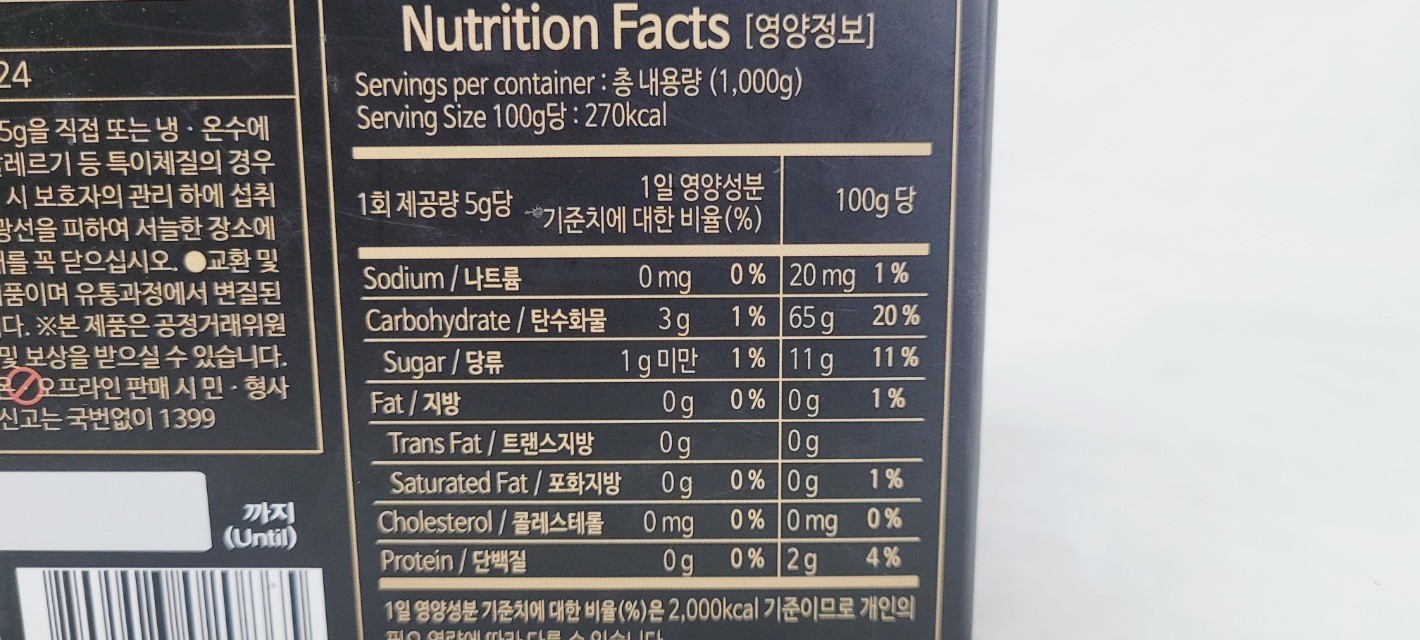 24
5g을 직접 또는 냉 · 온수에
레르기 등 특이체질의 경우
시 보호자의 관리 하에 섭취
광선을 피하여 서늘한 장소에
를 꼭 닫으십시오. ●교환 및
품이며 유통과정에서 변질된
다. ※본 제품은 공정거래위원
및 보상을 받으실 수 있습니다.
오프라인 판매 시 민 · 형사
신고는 국번없이 1399
까지
(Until)
Nutrition Facts [영양정보]
Servings per container : 총 내용량 (1,000g)
Serving Size 100g당 : 270kcal
1회 제공량 5g당 1일 영양성분 기준치에 대한 비율(%) 100g 당
Sodium / 나트륨 0 mg 0 % 20 mg 1 %
Carbohydrate / 탄수화물 3 g 1 % 65 g 20 %
Sugar / 당류 1 g 미만 1 % 11 g 11 %
Fat / 지방 0 g 0 % 0 g 1 %
Trans Fat / 트랜스지방 0 g 0 g
Saturated Fat / 포화지방 0 g 0 % 0 g 1 %
Cholesterol / 콜레스테롤 0 mg 0 % 0 mg 0 %
Protein / 단백질 0 g 0 % 2 g 4 %
1일 영양성분 기준치에 대한 비율(%)은 2,000kcal 기준이므로 개인의